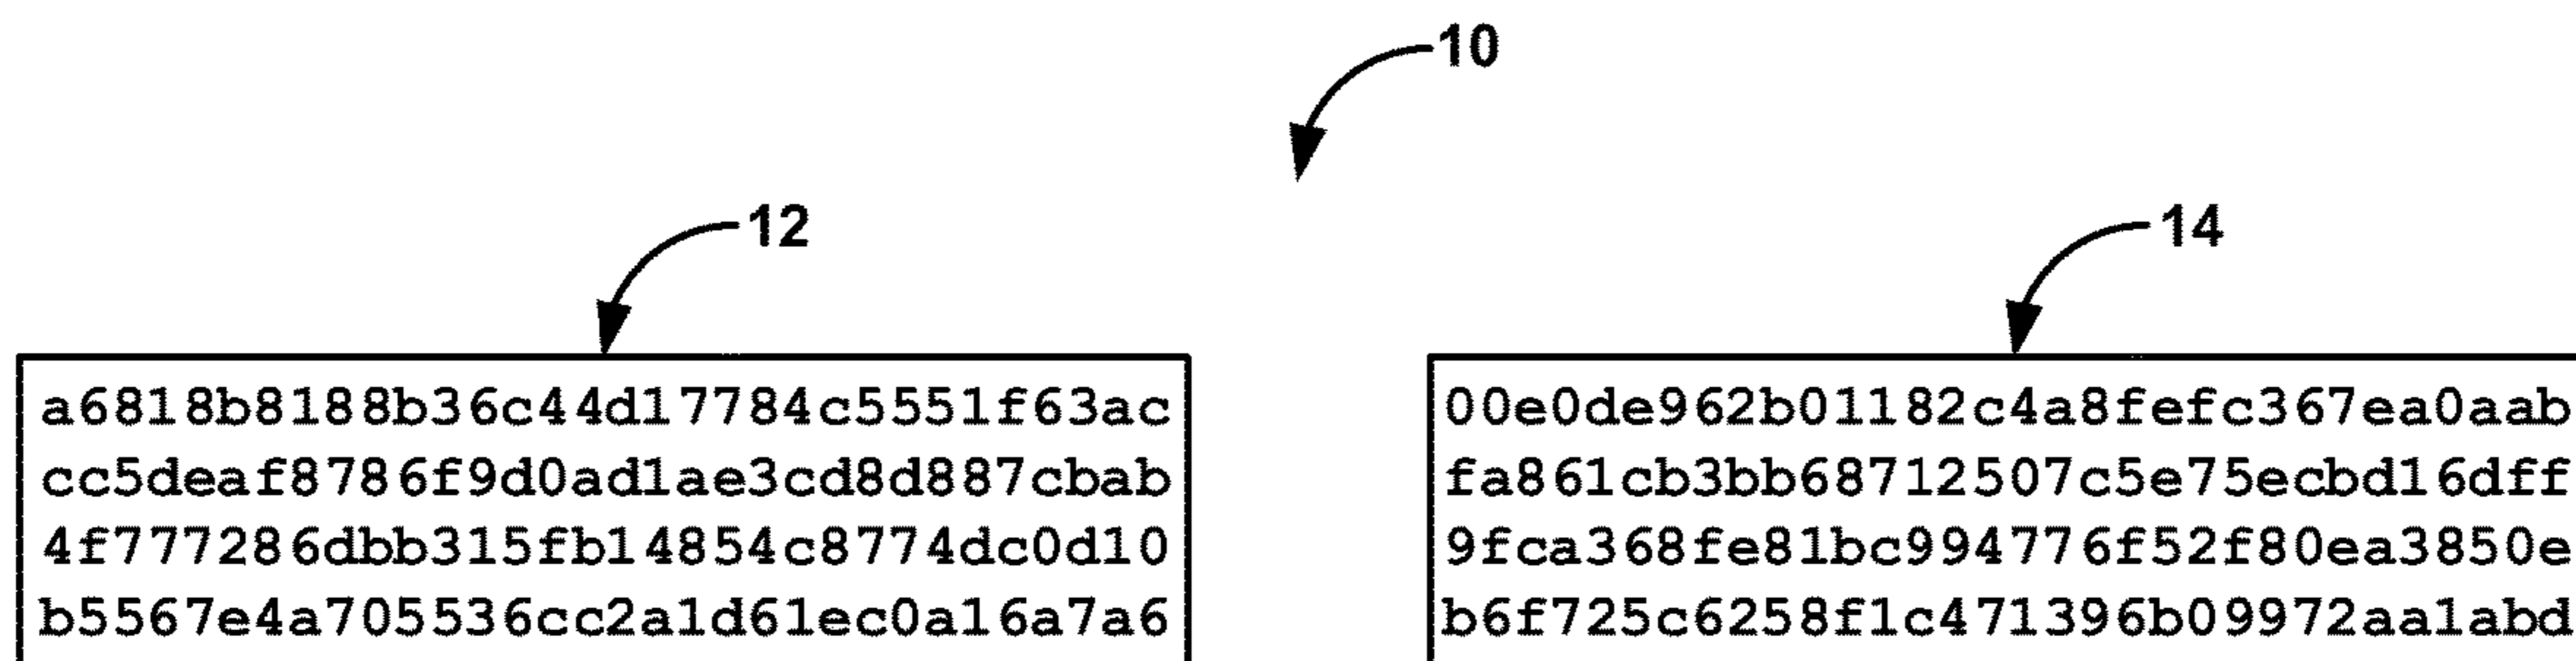 10
12
14
a6818b8188b36c44d17784c5551f63ac
cc5deaf8786f9d0ad1ae3cd8d887cbab
4f777286dbb315fb14854c8774dc0d10
b5567e4a705536cc2a1d61ec0a16a7a6
00e0de962b01182c4a8fefc367ea0aab
fa861cb3bb68712507c5e75ecbd16dff
9fca368fe81bc994776f52f80ea3850e
b6f725c6258f1c471396b09972aa1abd